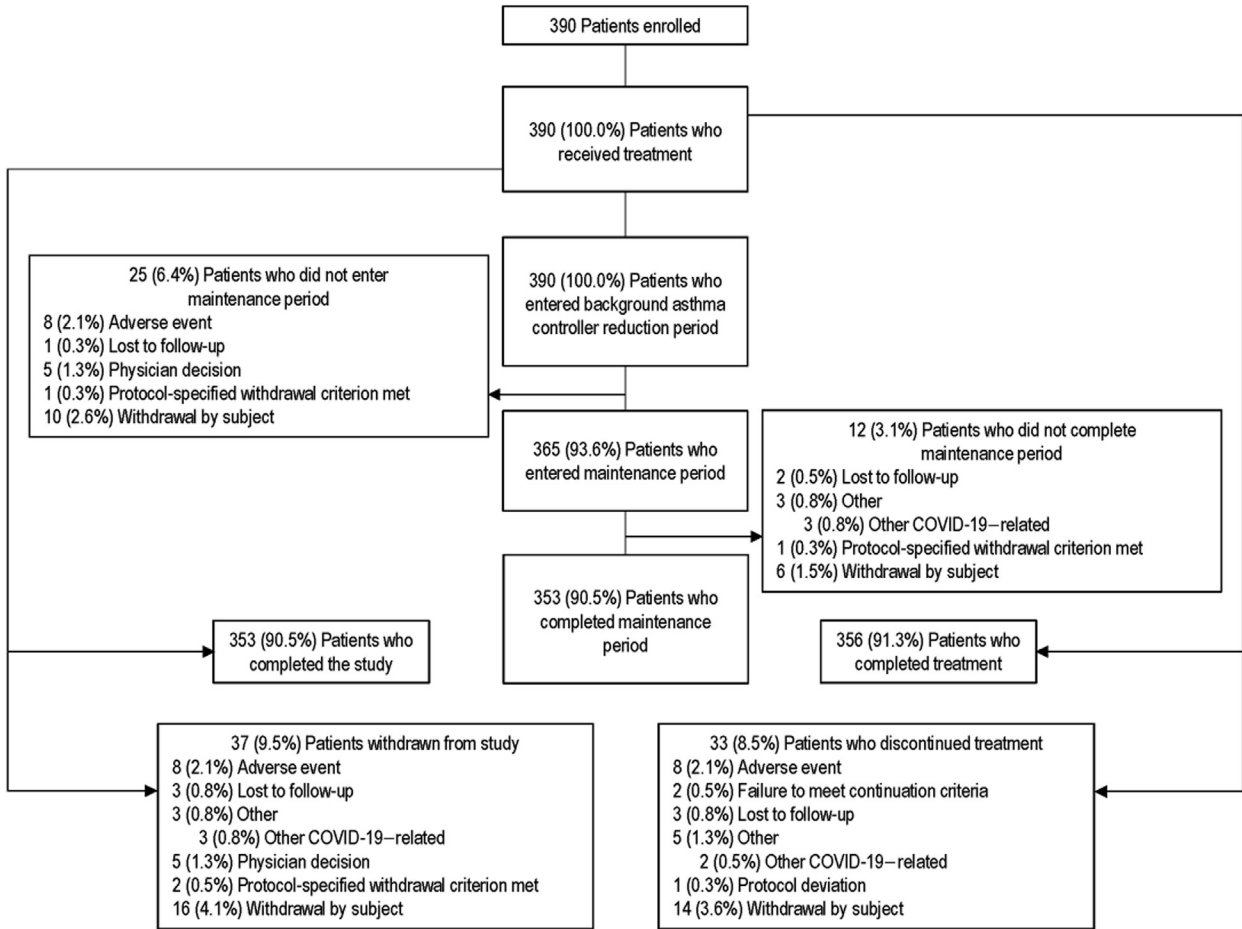 390 Patients enrolled
390 (100.0%) Patients who
received treatment
25 (6.4%) Patients who did not enter
maintenance period
8 (2.1%) Adverse event
1 (0.3%) Lost to follow-up
5 (1.3%) Physician decision
1 (0.3%) Protocol-specified withdrawal criterion met
10 (2.6%) Withdrawal by subject
390 (100.0%) Patients who
entered background asthma
controller reduction period
365 (93.6%) Patients who
entered maintenance period
12 (3.1%) Patients who did not complete
maintenance period
2 (0.5%) Lost to follow-up
3 (0.8%) Other
3 (0.8%) Other COVID-19–related
1 (0.3%) Protocol-specified withdrawal criterion met
6 (1.5%) Withdrawal by subject
353 (90.5%) Patients who
completed maintenance
period
353 (90.5%) Patients who
completed the study
356 (91.3%) Patients who
completed treatment
37 (9.5%) Patients withdrawn from study
8 (2.1%) Adverse event
3 (0.8%) Lost to follow-up
3 (0.8%) Other
3 (0.8%) Other COVID-19–related
5 (1.3%) Physician decision
2 (0.5%) Protocol-specified withdrawal criterion met
16 (4.1%) Withdrawal by subject
33 (8.5%) Patients who discontinued treatment
8 (2.1%) Adverse event
2 (0.5%) Failure to meet continuation criteria
3 (0.8%) Lost to follow-up
5 (1.3%) Other
2 (0.5%) Other COVID-19–related
1 (0.3%) Protocol deviation
14 (3.6%) Withdrawal by subject